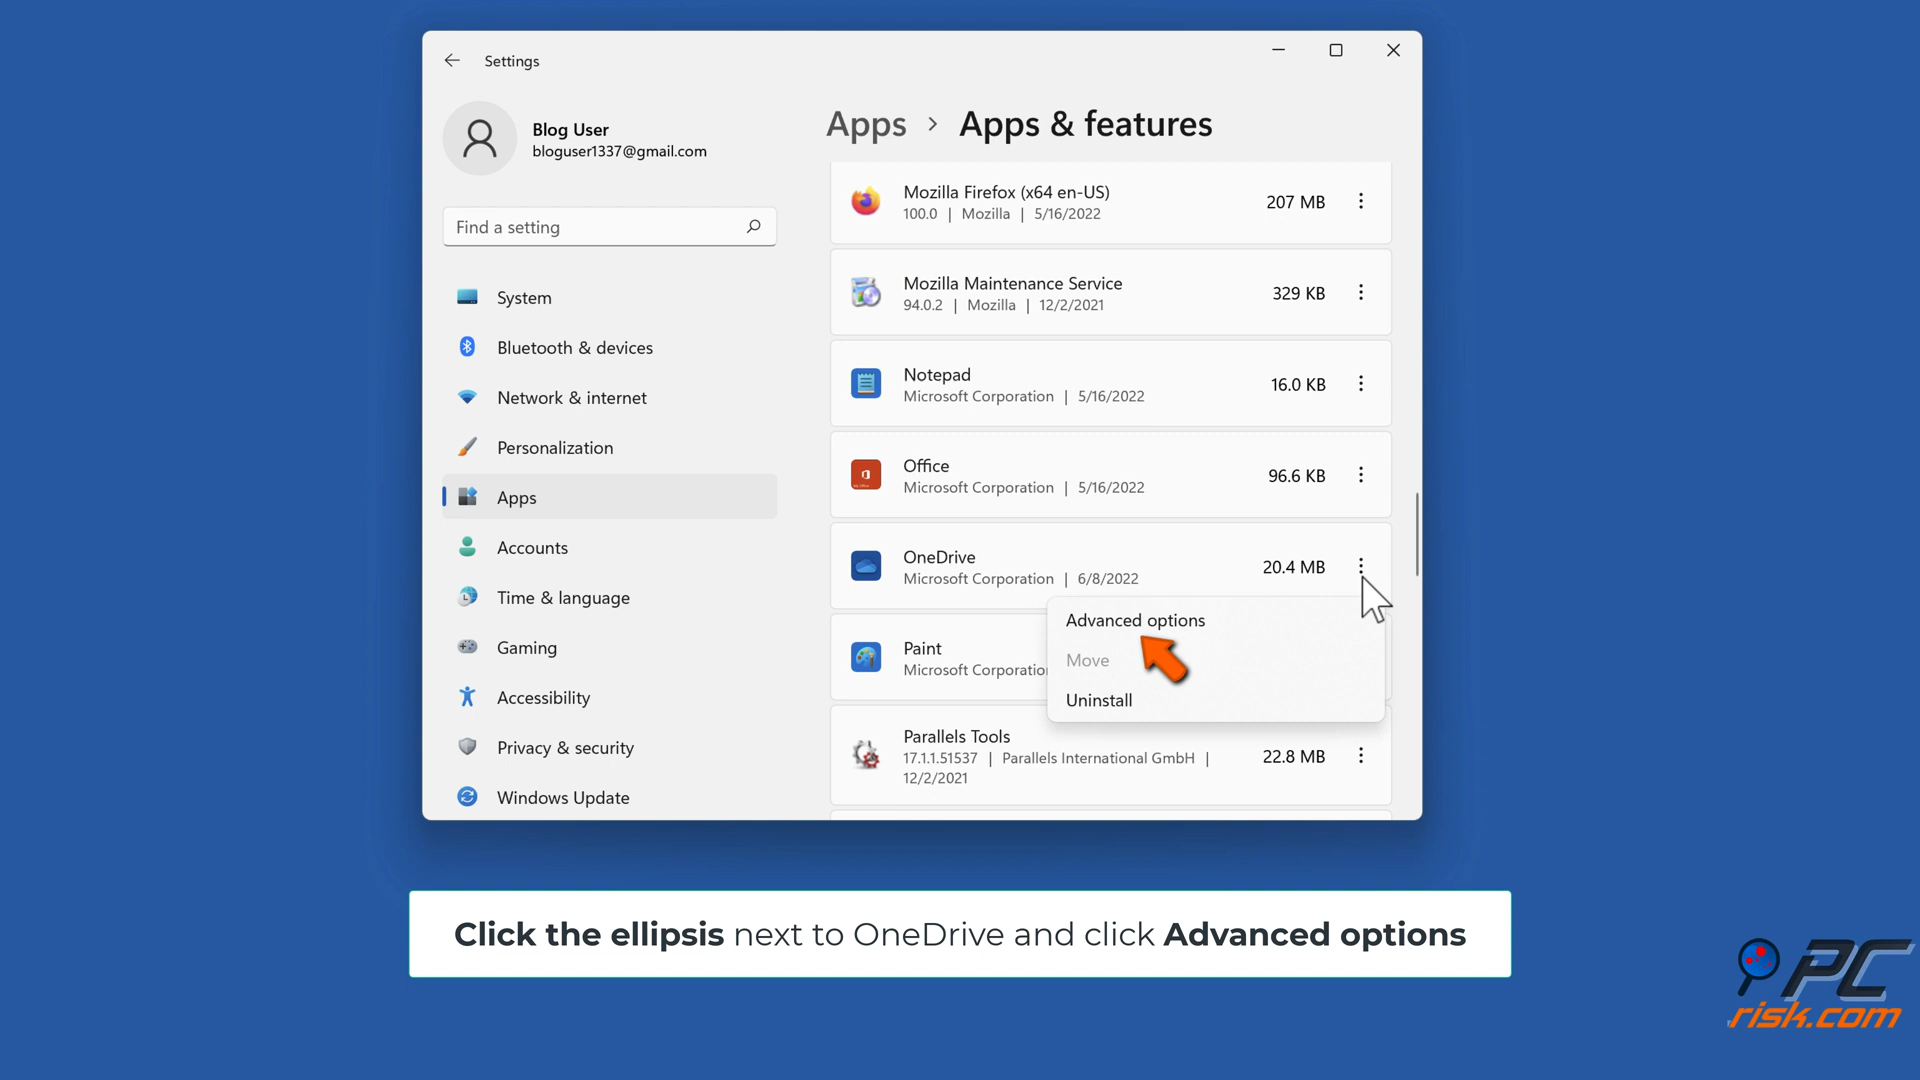 Settings
Blog User
bloguser1337@gmail.com
Find a setting
System
Bluetooth & devices
Network & internet
Personalization
Apps
Accounts
Time & language
Gaming
Accessibility
Privacy & security
Windows Update
Apps > Apps & features
Mozilla Firefox (x64 en-US)
207 MB
100.0 | Mozilla | 5/16/2022
Mozilla Maintenance Service
329 KB
94.0.2 | Mozilla | 12/2/2021
Notepad
16.0 KB
Microsoft Corporation | 5/16/2022
Office
96.6 KB
Microsoft Corporation | 5/16/2022
OneDrive
20.4 MB
Microsoft Corporation | 6/8/2022
Advanced options
Move
Uninstall
Paint
Microsoft Corporation
Parallels Tools
17.1.1.51537 | Parallels International GmbH |
12/2/2021
22.8 MB
Click the ellipsis next to OneDrive and click Advanced options
PC
risk.com